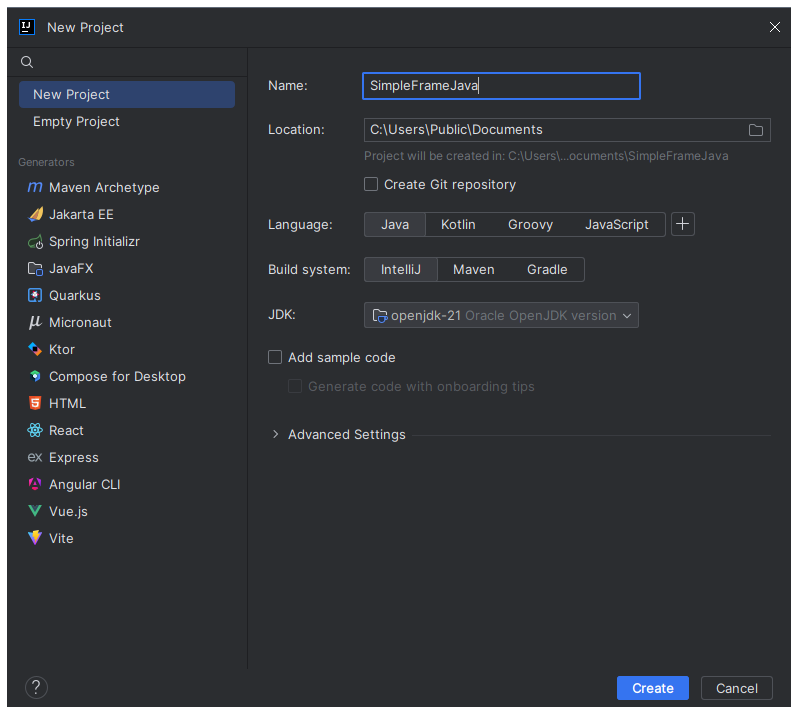 New Project
New Project
Empty Project
Generators
Maven Archetype
Jakarta EE
Spring Initializr
JavaFX
Quarkus
Micronaut
Ktor
Compose for Desktop
HTML
React
Express
Angular CLI
Vue.js
Vite
Name: SimpleFrameJava
Location: C:\Users\Public\Documents
Project will be created in: C:\Users\...ocuments\SimpleFrameJava
Create Git repository
Language: Java Kotlin Groovy JavaScript +
Build system: IntelliJ Maven Gradle
JDK: openjdk-21 Oracle OpenJDK version
Add sample code
Generate code with onboarding tips
Advanced Settings
? Create Cancel